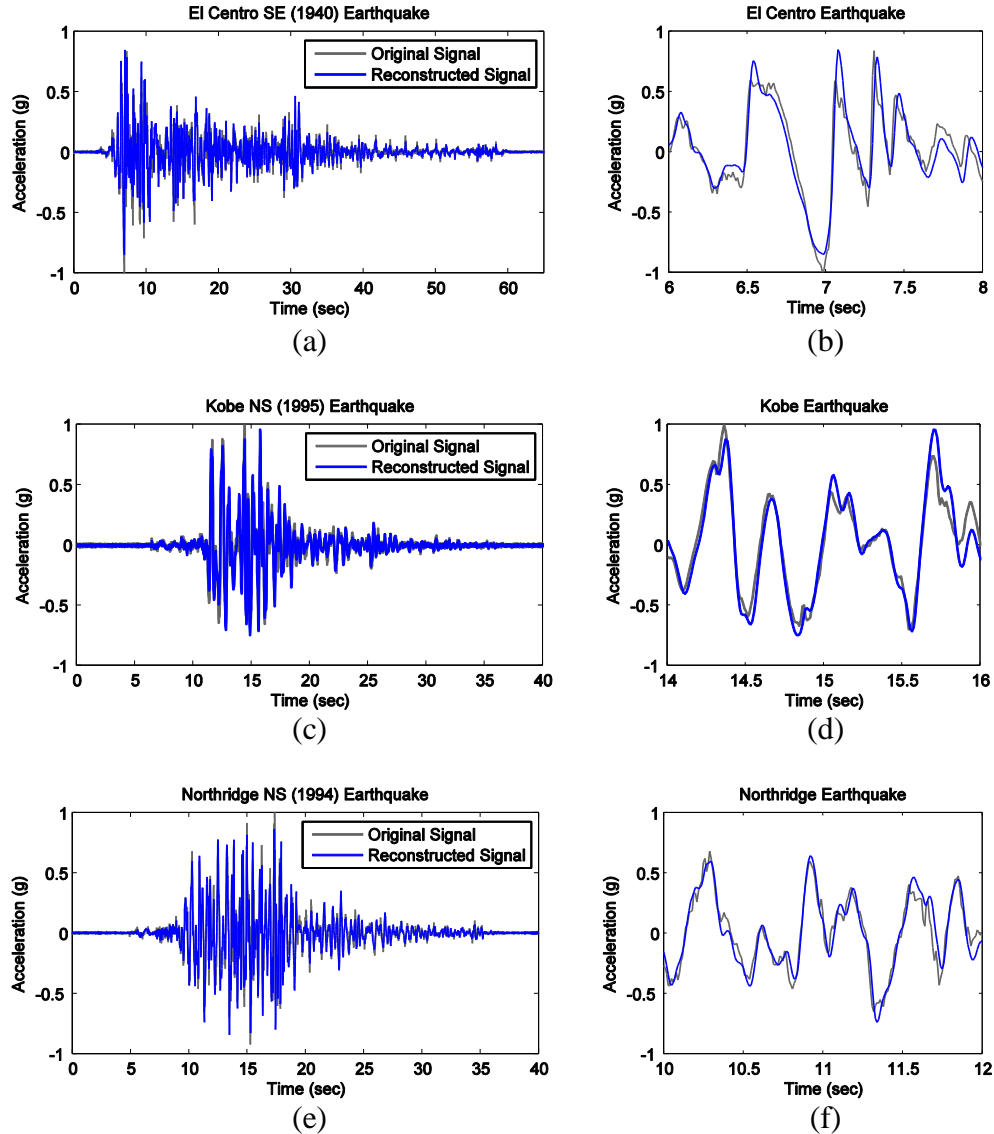 El Centro SE (1940) Earthquake
Original Signal
Reconstructed Signal
Acceleration (g)
1
0.5
0
-0.5
-1
0 10 20 30 40 50 60
Time (sec)
(a)
El Centro Earthquake
Acceleration (g)
1
0.5
0
-0.5
-1
6 6.5 7 7.5 8
Time (sec)
(b)
Kobe NS (1995) Earthquake
Original Signal
Reconstructed Signal
Acceleration (g)
1
0.5
0
-0.5
-1
0 5 10 15 20 25 30 35 40
Time (sec)
(c)
Kobe Earthquake
Acceleration (g)
1
0.5
0
-0.5
-1
14 14.5 15 15.5 16
Time (sec)
(d)
Northridge NS (1994) Earthquake
Original Signal
Reconstructed Signal
Acceleration (g)
1
0.5
0
-0.5
-1
0 5 10 15 20 25 30 35 40
Time (sec)
(e)
Northridge Earthquake
Acceleration (g)
1
0.5
0
-0.5
-1
10 10.5 11 11.5 12
Time (sec)
(f)